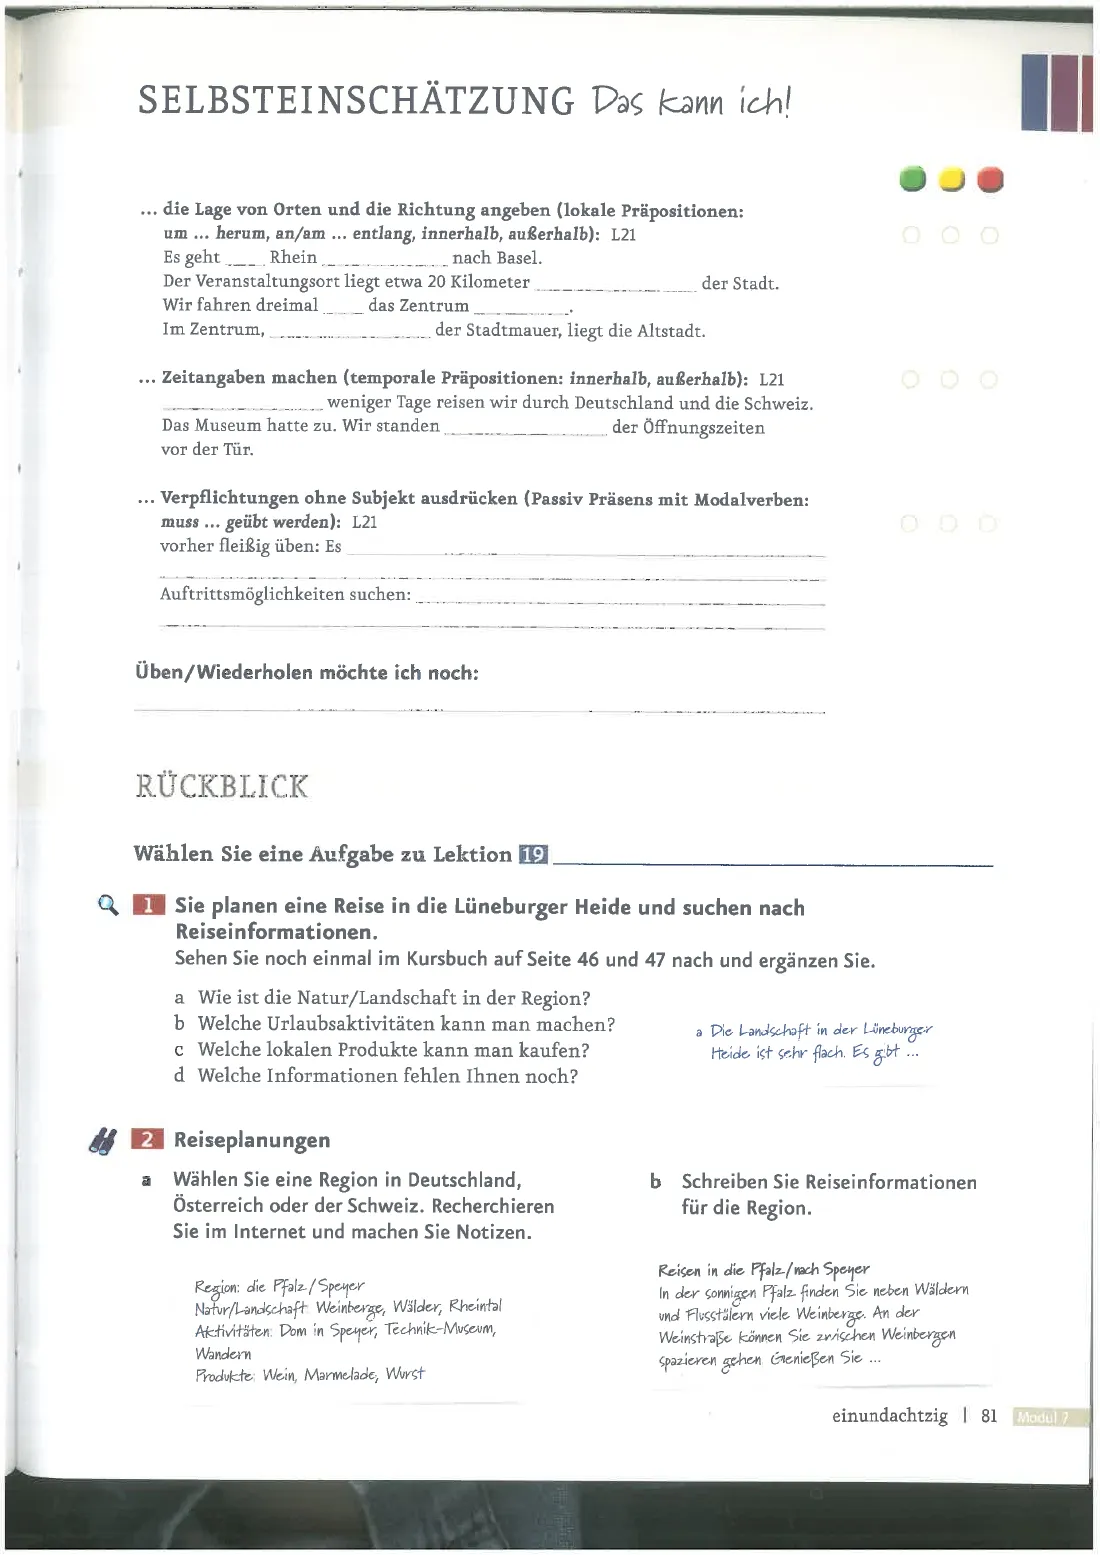 SELBSTEINSCHÄTZUNG Das kann ich!
... die Lage von Orten und die Richtung angeben (lokale Präpositionen:
um ... herum, an/am ... entlang, innerhalb, außerhalb): L21
Es geht ____ Rhein ____________ nach Basel.
Der Veranstaltungsort liegt etwa 20 Kilometer ________________ der Stadt.
Wir fahren dreimal ____ das Zentrum __________.
Im Zentrum, ________________ der Stadtmauer, liegt die Altstadt.
... Zeitangaben machen (temporale Präpositionen: innerhalb, außerhalb): L21
________________ weniger Tage reisen wir durch Deutschland und die Schweiz.
Das Museum hatte zu. Wir standen ________________ der Öffnungszeiten
vor der Tür.
... Verpflichtungen ohne Subjekt ausdrücken (Passiv Präsens mit Modalverben:
muss ... geübt werden): L21
vorher fleißig üben: Es ________________
Auftrittsmöglichkeiten suchen: ________________
Üben/Wiederholen möchte ich noch:
RÜCKBLICK
Wählen Sie eine Aufgabe zu Lektion 19
1 Sie planen eine Reise in die Lüneburger Heide und suchen nach
Reiseinformationen.
Sehen Sie noch einmal im Kursbuch auf Seite 46 und 47 nach und ergänzen Sie.
a Wie ist die Natur/Landschaft in der Region?
b Welche Urlaubsaktivitäten kann man machen?
c Welche lokalen Produkte kann man kaufen?
d Welche Informationen fehlen Ihnen noch?
a Die Landschaft in der Lüneburger
Heide ist sehr flach. Es gibt ...
2 Reiseplanungen
a Wählen Sie eine Region in Deutschland,
Österreich oder der Schweiz. Recherchieren
Sie im Internet und machen Sie Notizen.
Region: die Pfalz/Speyer
Natur/Landschaft: Weinberge, Wälder, Rheintal
Aktivitäten: Dom in Speyer, Technik-Museum,
Wandern
Produkte: Wein, Marmelade, Wurst
b Schreiben Sie Reiseinformationen
für die Region.
Reisen in die Pfalz/nach Speyer
In der sonnigen Pfalz finden Sie neben Wäldern
und Flusstälern viele Weinberge. An der
Weinstraße können Sie zwischen Weinbergen
spazieren gehen. Genießen Sie ...
einundachtzig | 81 Modul 7